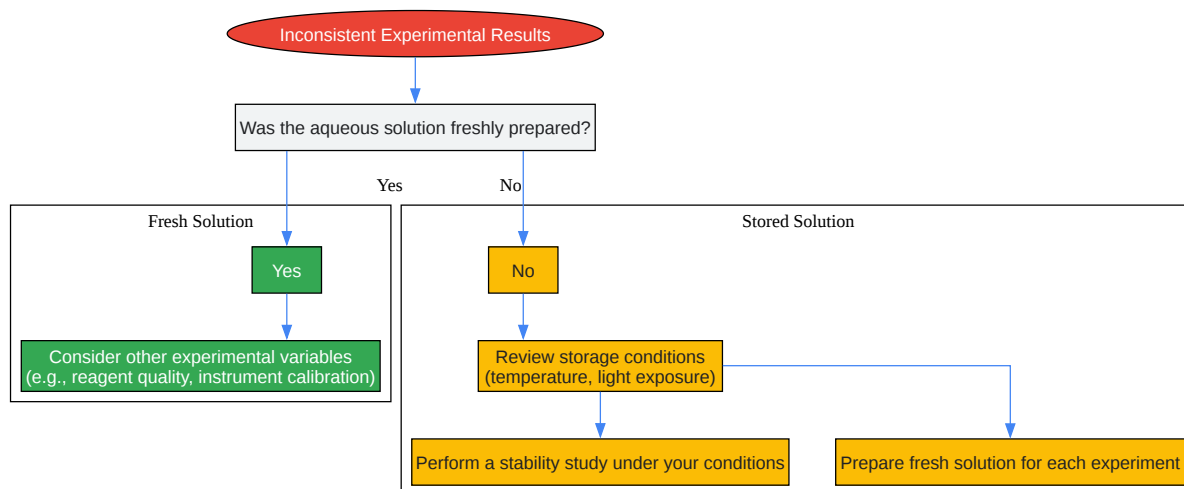 Inconsistent Experimental Results
Was the aqueous solution freshly prepared?
Yes
No
Fresh Solution
Stored Solution
Yes
No
Consider other experimental variables
(e.g., reagent quality, instrument calibration)
Review storage conditions
(temperature, light exposure)
Perform a stability study under your conditions
Prepare fresh solution for each experiment